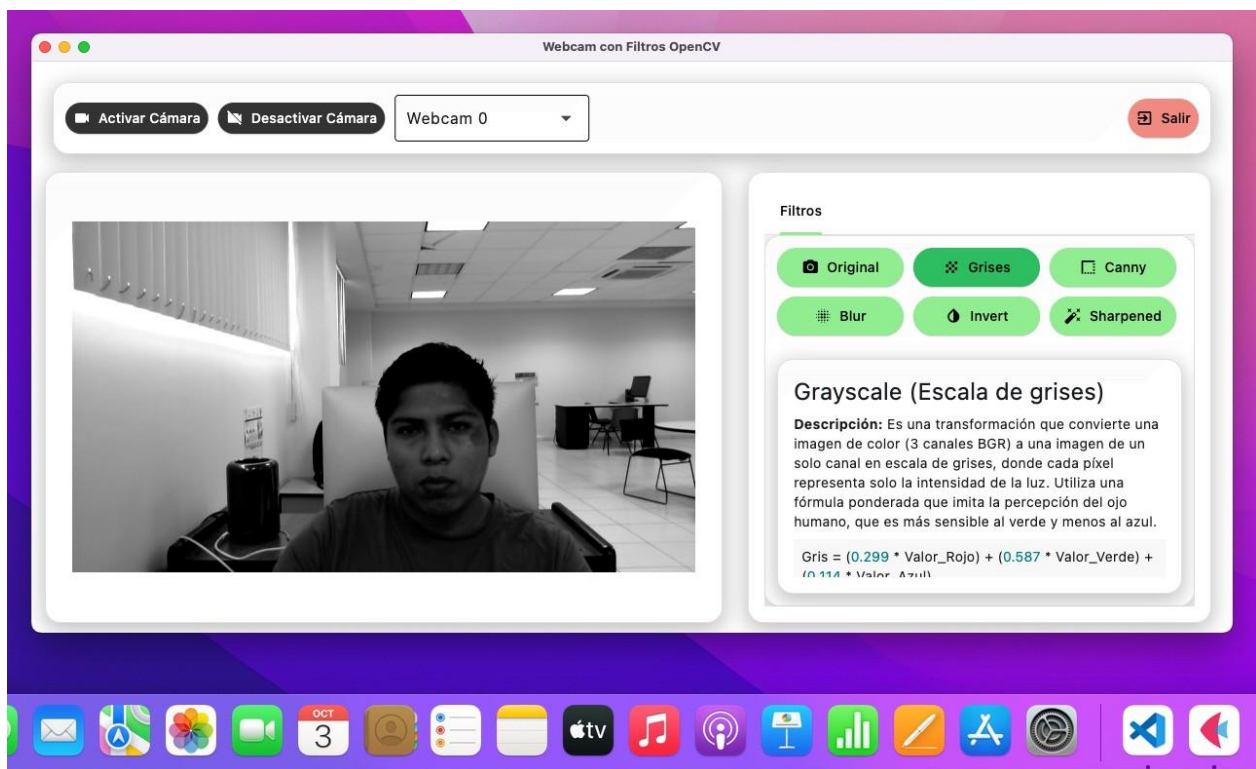 Webcam con Filtros OpenCV
Activar Cámara
Desactivar Cámara
Webcam 0
Salir
Filtros
Original
Grises
Canny
Blur
Invert
Sharpened
Grayscale (Escala de grises)
Descripción: Es una transformación que convierte una
imagen de color (3 canales BGR) a una imagen de un
solo canal en escala de grises, donde cada píxel
representa solo la intensidad de la luz. Utiliza una
fórmula ponderada que imita la percepción del ojo
humano, que es más sensible al verde y menos al azul.
Gris = (0.299 * Valor_Rojo) + (0.587 * Valor_Verde) +
(0.114 * Valor_Azul)
OCT
3
tv